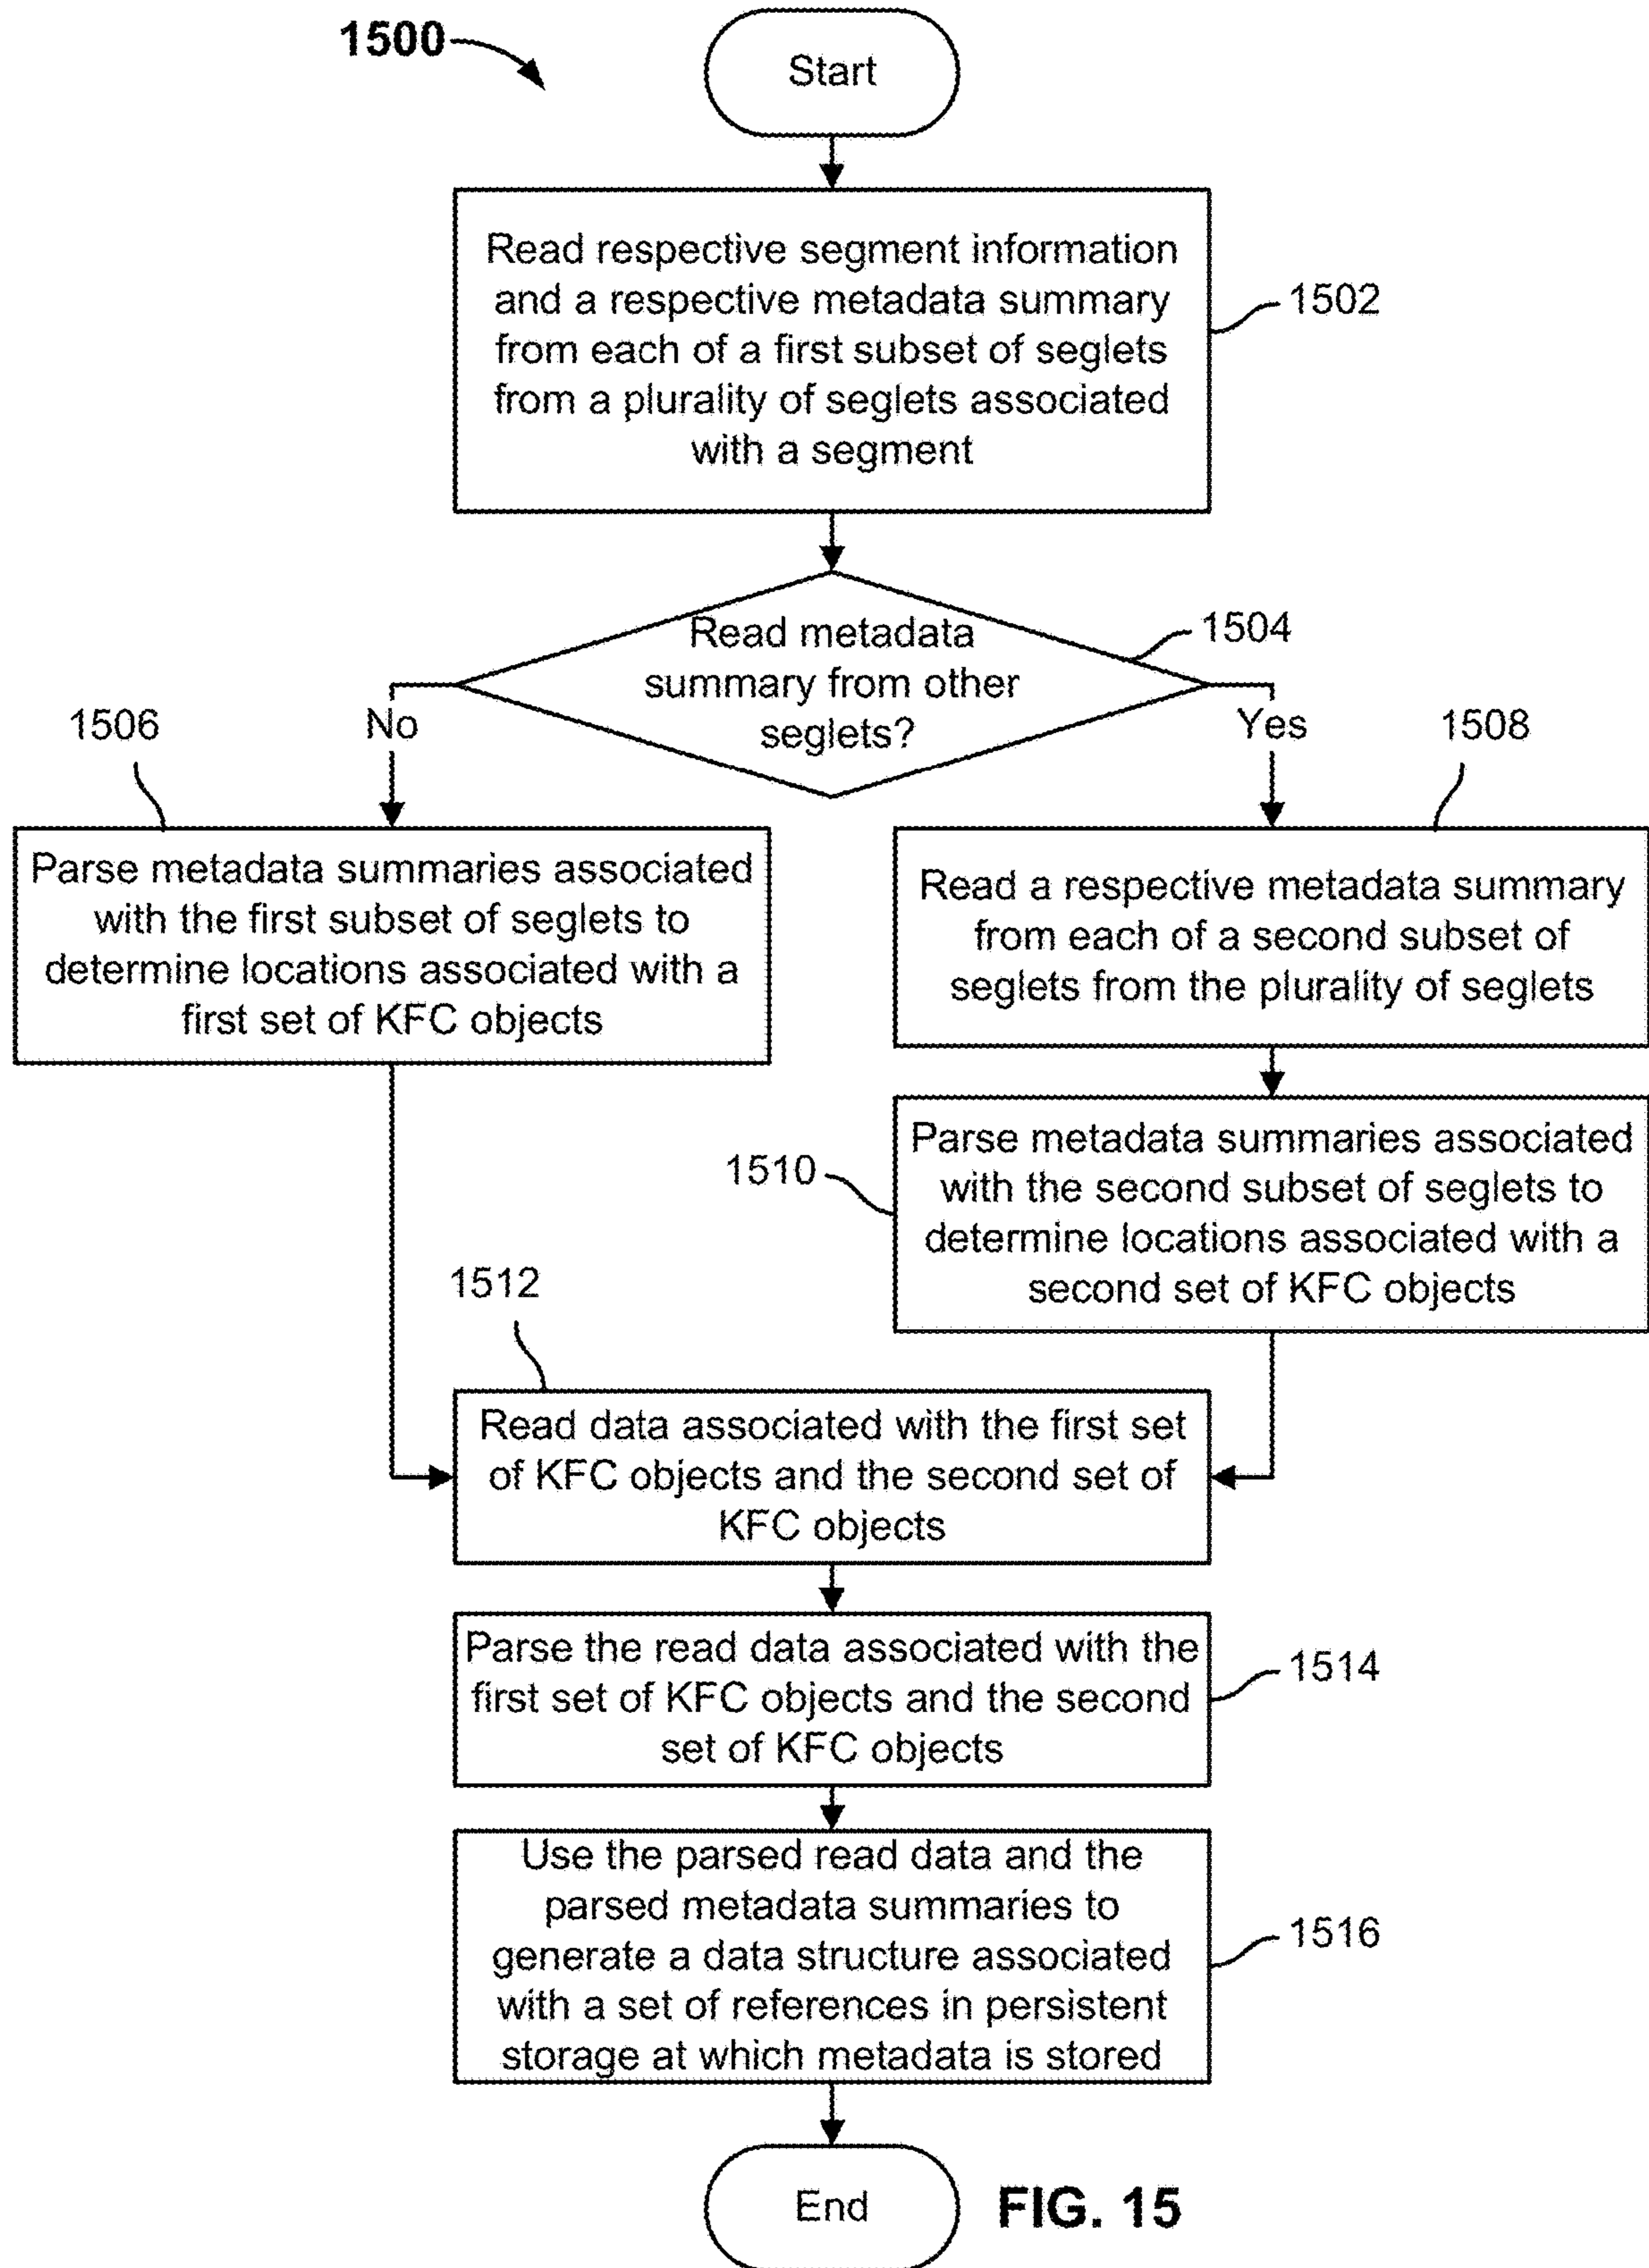 1500
Start
Read respective segment information
and a respective metadata summary
from each of a first subset of seglets
from a plurality of seglets associated
with a segment
1502
Read metadata
summary from other
seglets?
1504
No
Yes
1506
Parse metadata summaries associated
with the first subset of seglets to
determine locations associated with a
first set of KFC objects
1508
Read a respective metadata summary
from each of a second subset of
seglets from the plurality of seglets
1510
Parse metadata summaries associated
with the second subset of seglets to
determine locations associated with a
second set of KFC objects
1512
Read data associated with the first set
of KFC objects and the second set of
KFC objects
Parse the read data associated with the
first set of KFC objects and the second
set of KFC objects
1514
Use the parsed read data and the
parsed metadata summaries to
generate a data structure associated
with a set of references in persistent
storage at which metadata is stored
1516
End
FIG. 15